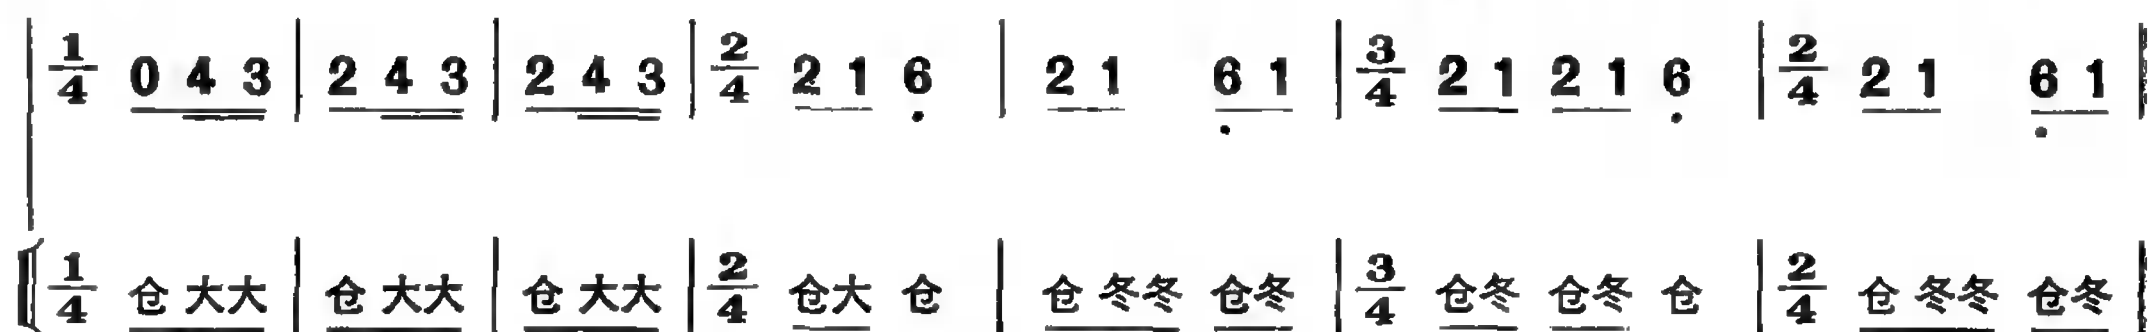 1/4 0 4 3 | 2 4 3 | 2 4 3 | 2/4 2 1 6̣ | 2 1 6̣ 1 | 3/4 2 1 2 1 6̣ | 2/4 2 1 6̣ 1 |
1/4 仓 大大 | 仓 大大 | 仓 大大 | 2/4 仓大 仓 | 仓 冬冬 仓冬 | 3/4 仓冬 仓冬 仓 | 2/4 仓 冬冬 仓冬 |